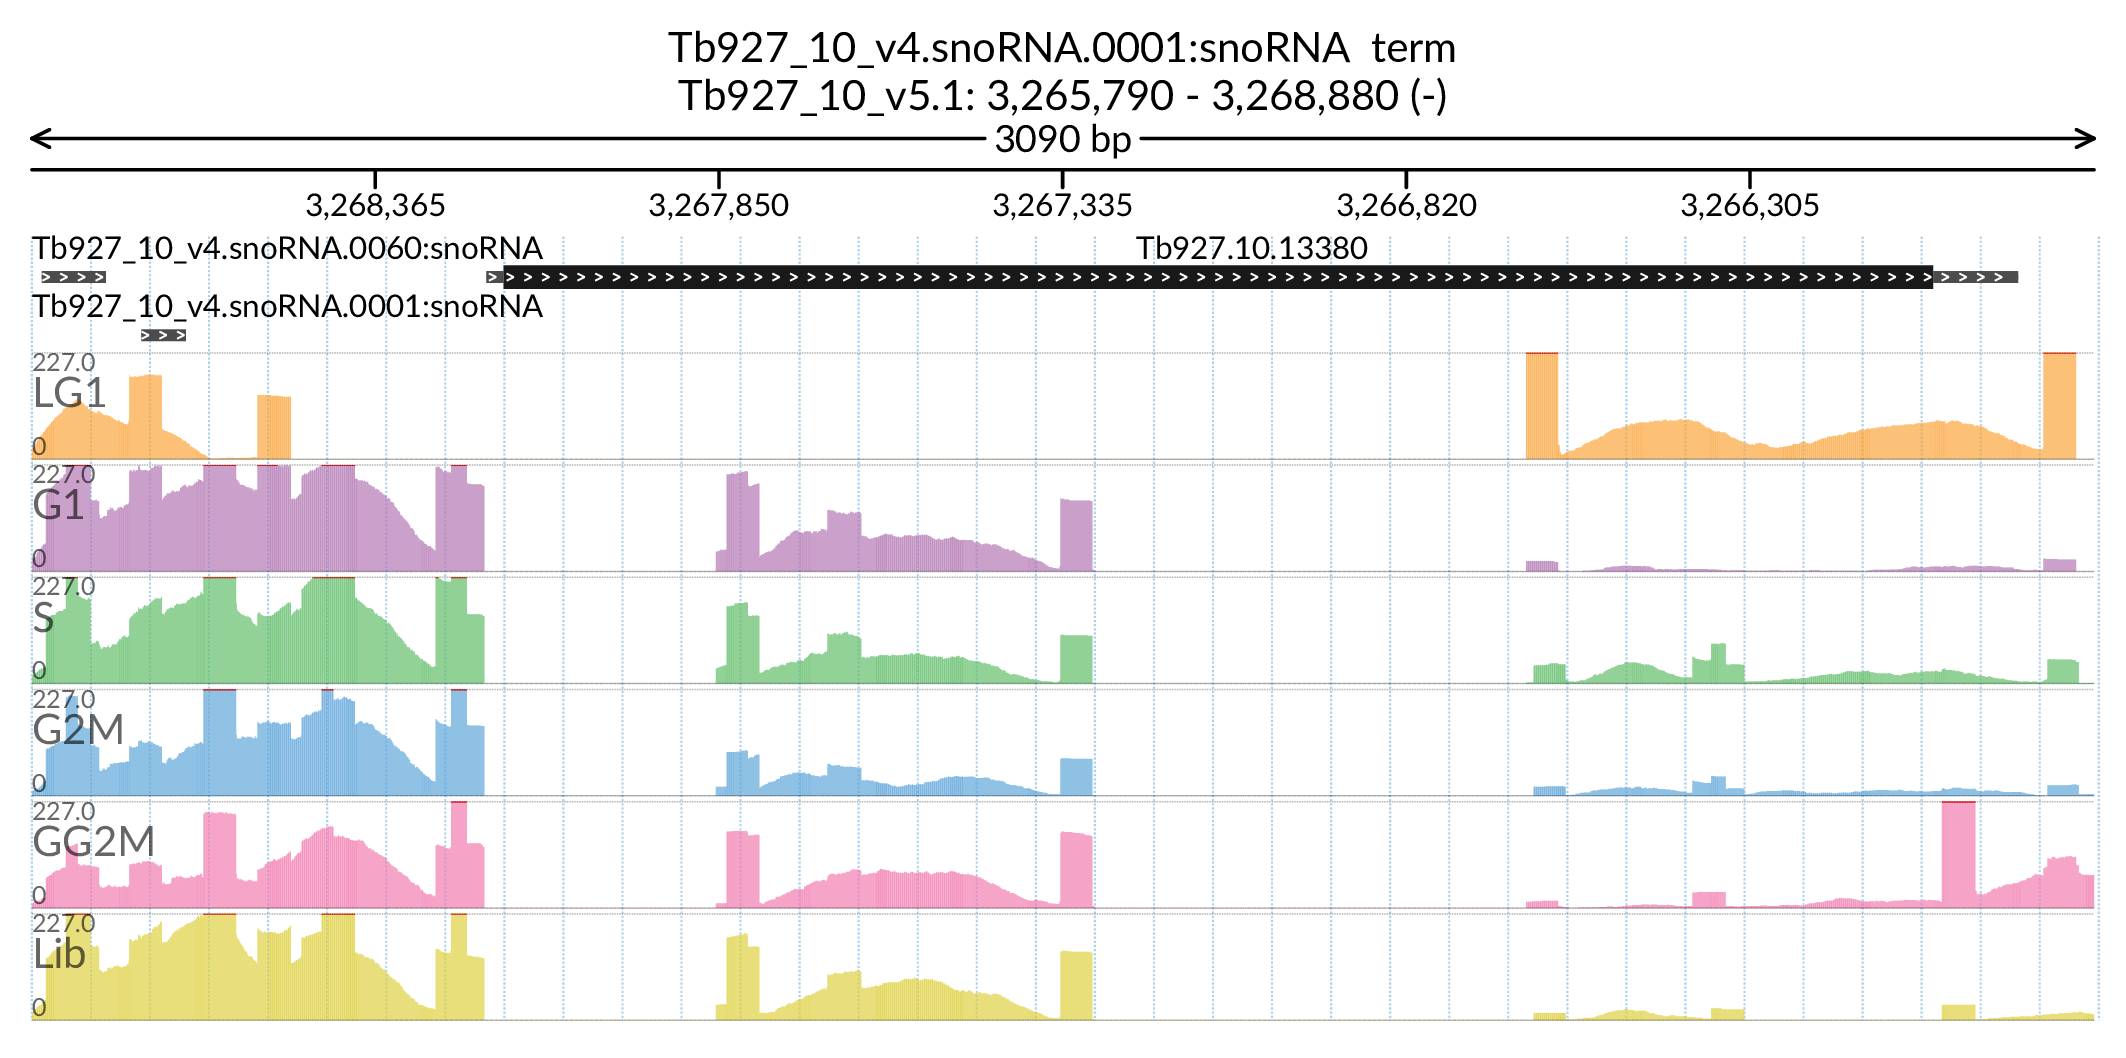 Tb927_10_v4.snoRNA.0001:snoRNA term
Tb927_10_v5.1: 3,265,790 - 3,268,880 (-)
3090 bp
3,268,365 3,267,850 3,267,335 3,266,820 3,266,305
Tb927_10_v4.snoRNA.0060:snoRNA Tb927.10.13380
Tb927_10_v4.snoRNA.0001:snoRNA
227.0
LG1
0
227.0
G1
0
227.0
S
0
227.0
G2M
0
227.0
GG2M
0
227.0
Lib
0